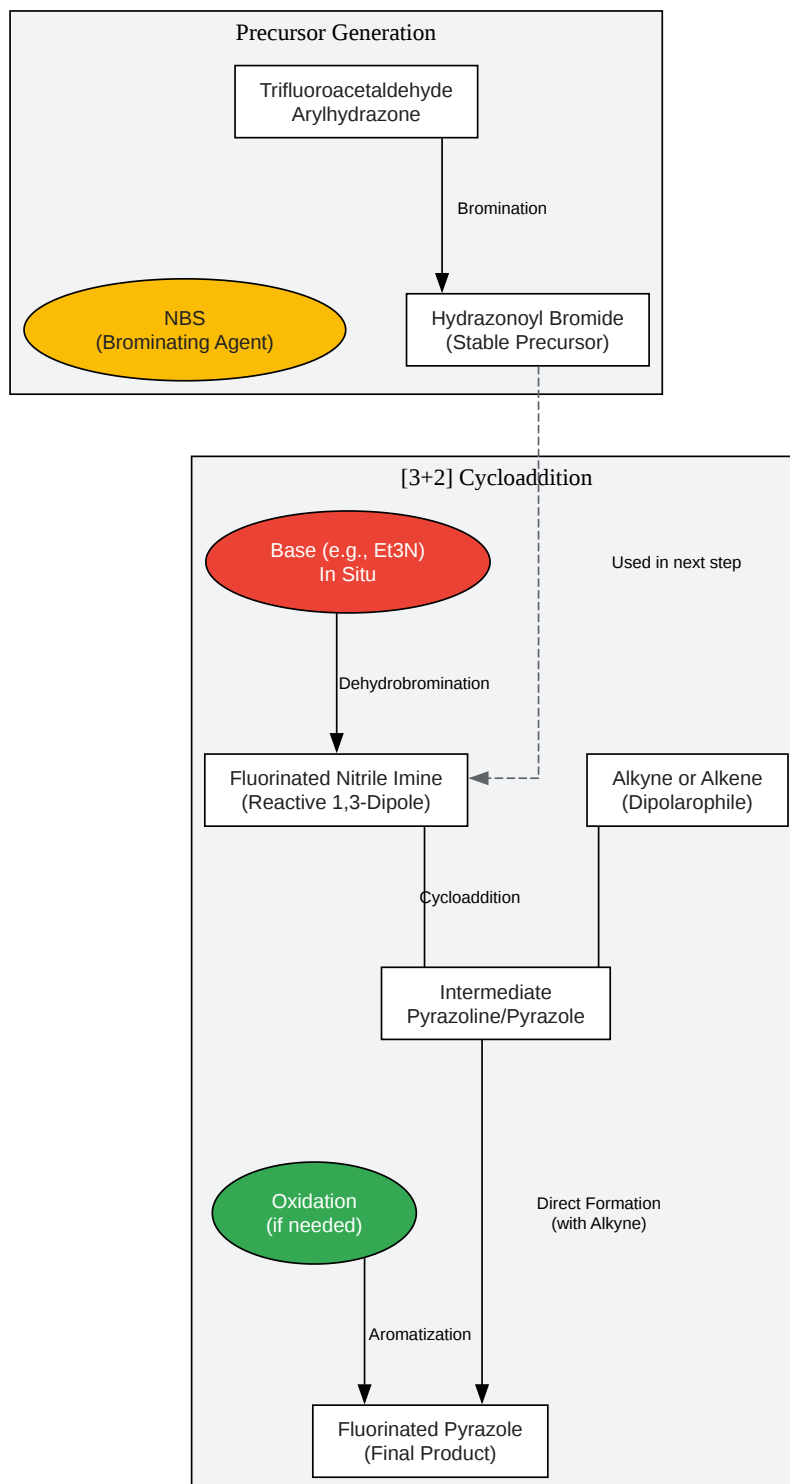 Precursor Generation
Trifluoroacetaldehyde
Arylhydrazone
Bromination
NBS
(Brominating Agent)
Hydrazonoyl Bromide
(Stable Precursor)
[3+2] Cycloaddition
Base (e.g., Et3N)
In Situ
Used in next step
Dehydrobromination
Fluorinated Nitrile Imine
(Reactive 1,3-Dipole)
Alkyne or Alkene
(Dipolarophile)
Cycloaddition
Intermediate
Pyrazoline/Pyrazole
Oxidation
(if needed)
Direct Formation
(with Alkyne)
Aromatization
Fluorinated Pyrazole
(Final Product)